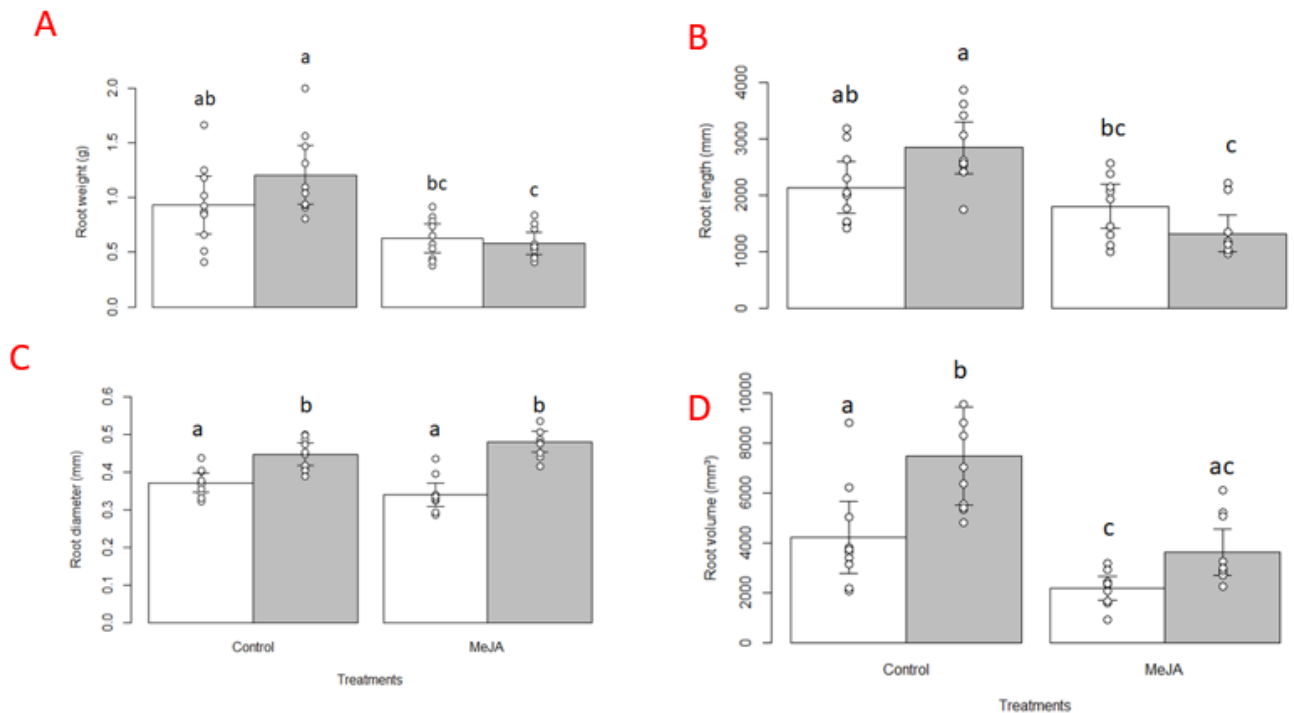 A
Root weight (g)
0.0 0.5 1.0 1.5 2.0
ab a bc c
B
Root length (mm)
0 1000 2000 3000 4000
ab a bc c
C
Root diameter (mm)
0.0 0.1 0.2 0.3 0.4 0.5 0.6
a b a b
Control MeJA
Treatments
D
Root volume (mm³)
0 2000 4000 6000 8000 10000
a b c ac
Control MeJA
Treatments